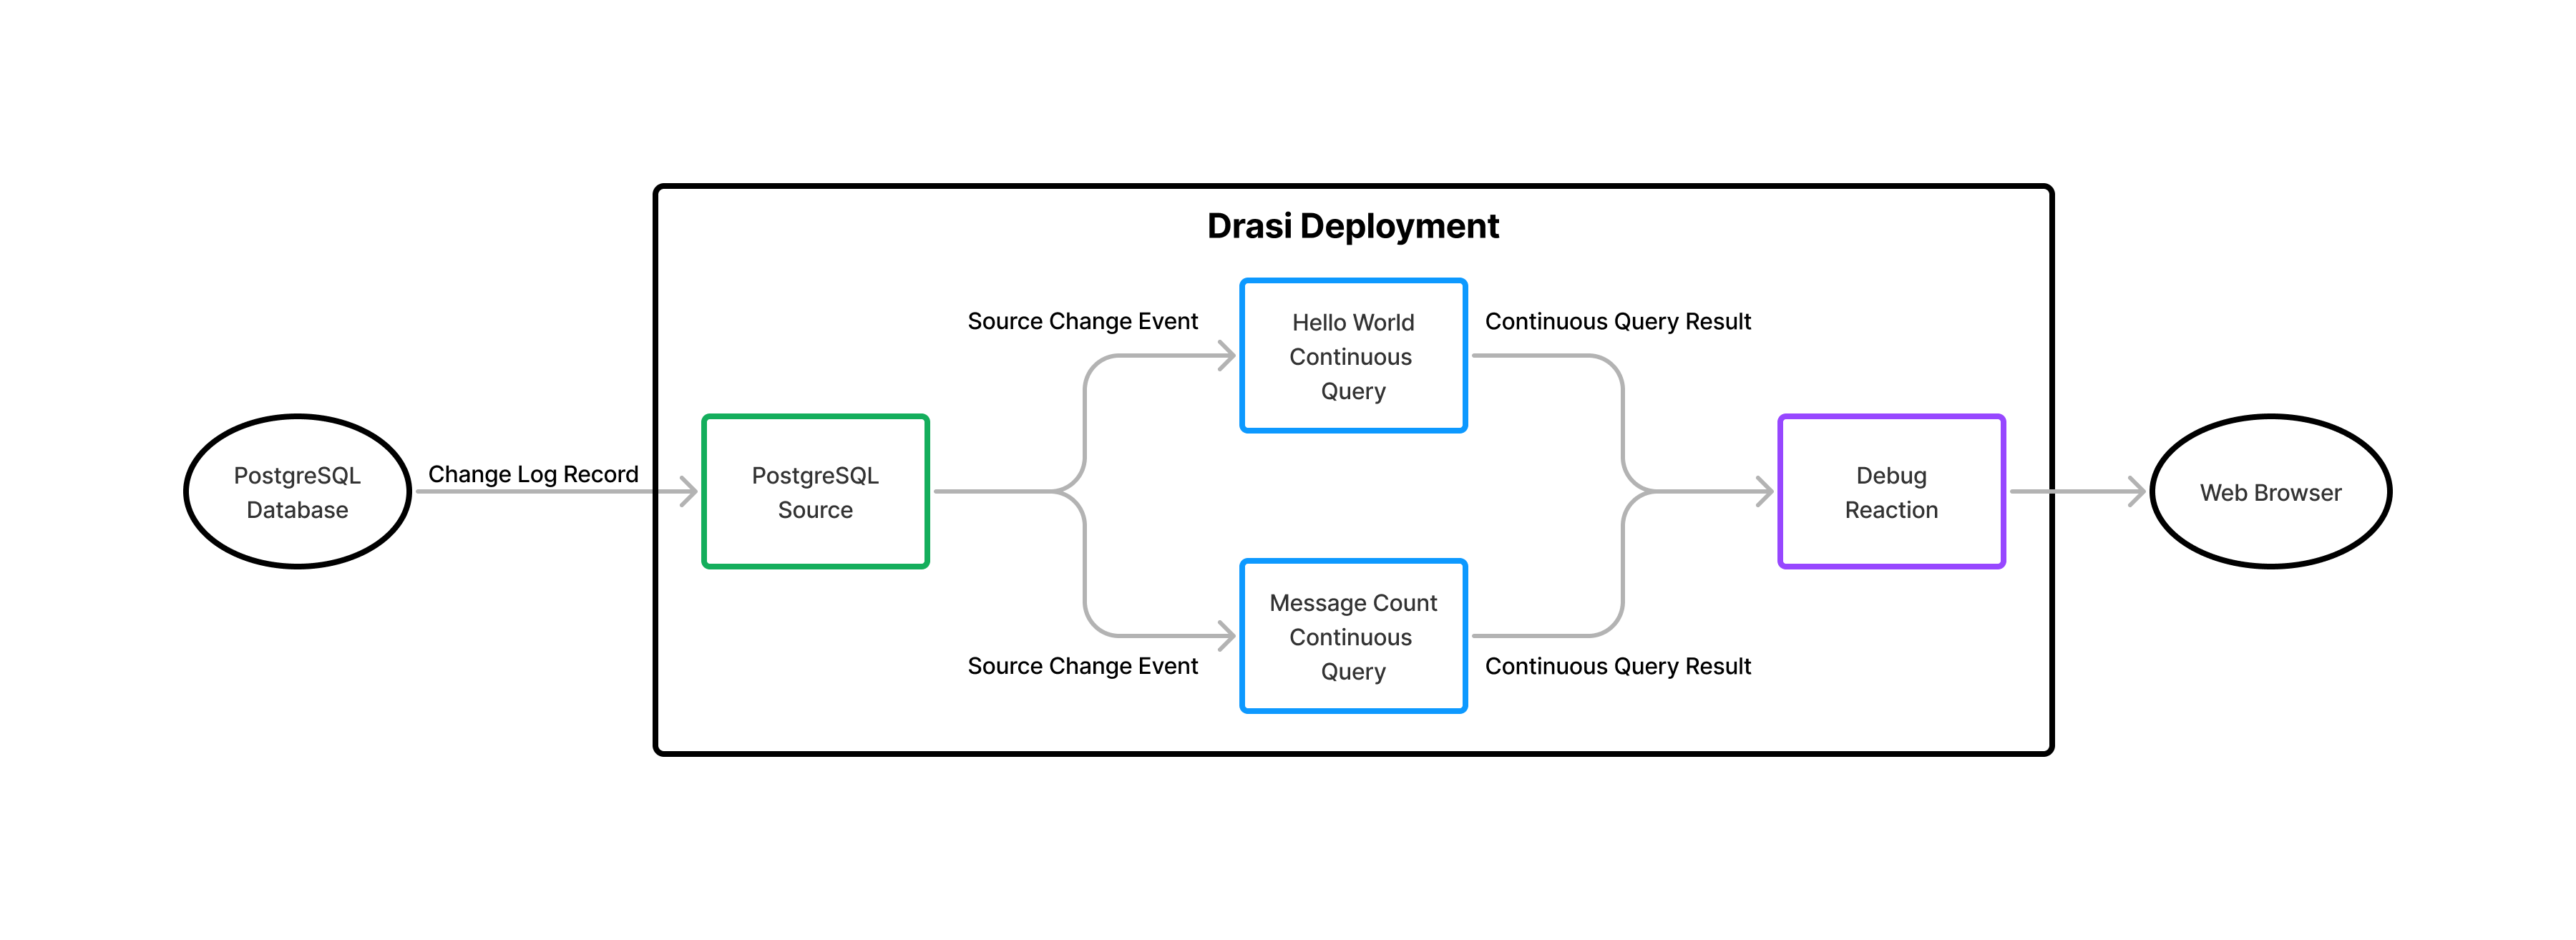 Drasi Deployment
PostgreSQL
Database
Change Log Record
PostgreSQL
Source
Source Change Event
Hello World
Continuous
Query
Continuous Query Result
Source Change Event
Message Count
Continuous
Query
Continuous Query Result
Debug
Reaction
Web Browser